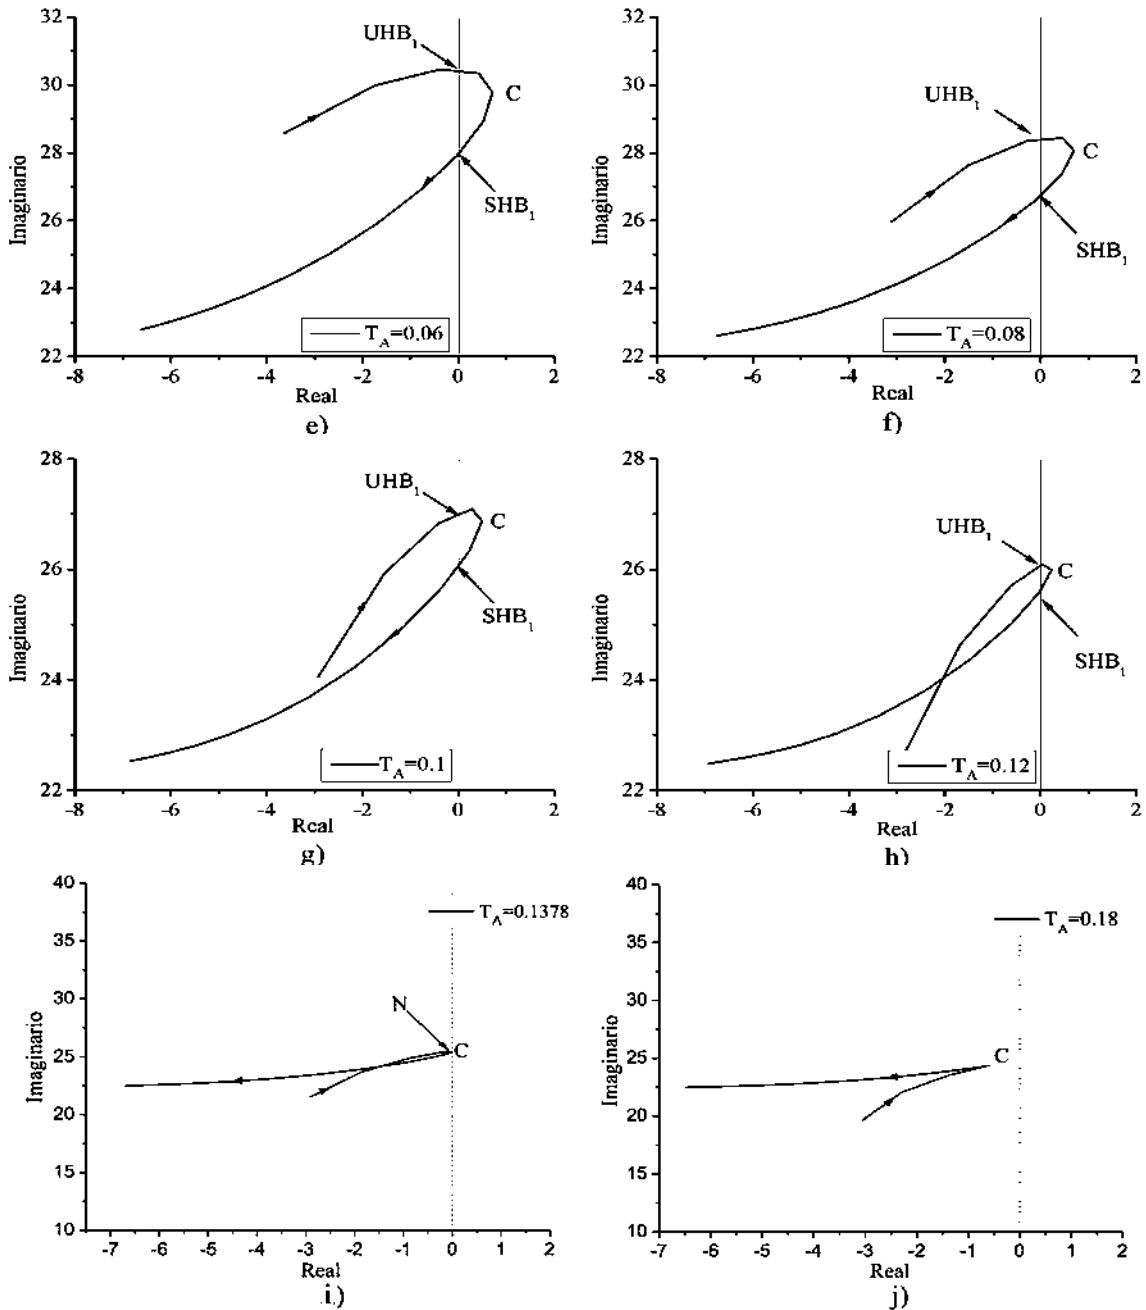 32
30
28
26
24
22
Imaginario
UHB1
C
SHB1
TA=0.06
-8 -6 -4 -2 0 2
Real
e)
32
30
28
26
24
22
Imaginario
UHB1
C
SHB1
TA=0.08
-8 -6 -4 -2 0 2
Real
f)
28
26
24
22
Imaginario
UHB1
C
SHB1
TA=0.1
-8 -6 -4 -2 0 2
Real
g)
28
26
24
22
Imaginario
UHB1
C
SHB1
TA=0.12
-8 -6 -4 -2 0 2
Real
h)
40
35
30
25
20
15
10
Imaginario
TA=0.1378
N
C
-7 -6 -5 -4 -3 -2 -1 0 1 2
Real
i)
40
35
30
25
20
15
10
Imaginario
TA=0.18
C
-7 -6 -5 -4 -3 -2 -1 0 1 2
Real
j)